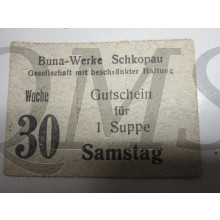 Buna-Werke Schkopau
Gesellschaft mit beschränkter Haftung
Woche
30
Gutschein
für
1 Suppe
Samstag